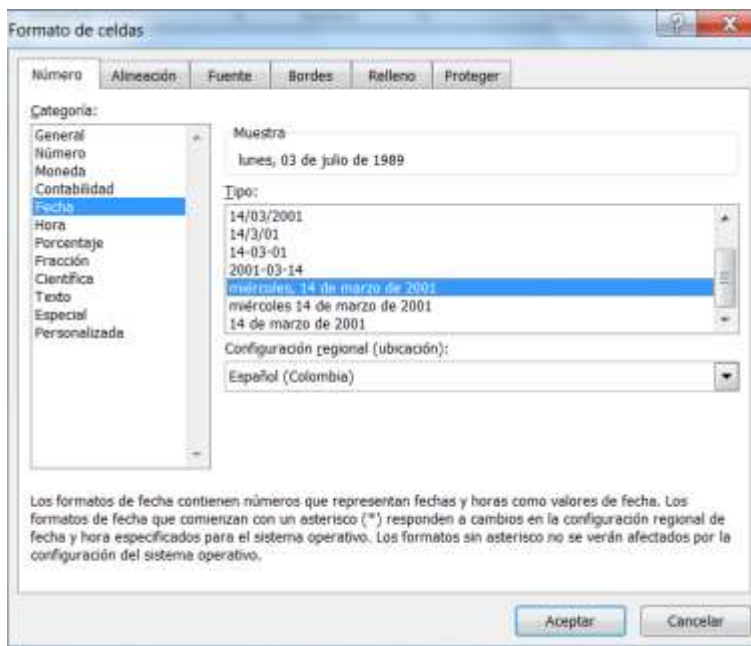 Formato de celdas
Número Alineación Fuente Bordes Relleno Proteger
Categoría:
General
Número
Moneda
Contabilidad
Fecha
Hora
Porcentaje
Fracción
Científica
Texto
Especial
Personalizada
Muestra
lunes, 03 de julio de 1989
Tipo:
14/03/2001
14/3/01
14-03-01
2001-03-14
miércoles, 14 de marzo de 2001
miércoles 14 de marzo de 2001
14 de marzo de 2001
Configuración regional (ubicación):
Español (Colombia)
Los formatos de fecha contienen números que representan fechas y horas como valores de fecha. Los
formatos de fecha que comienzan con un asterisco (*) responden a cambios en la configuración regional de
fecha y hora especificados para el sistema operativo. Los formatos sin asterisco no se verán afectados por la
configuración del sistema operativo.
Aceptar Cancelar